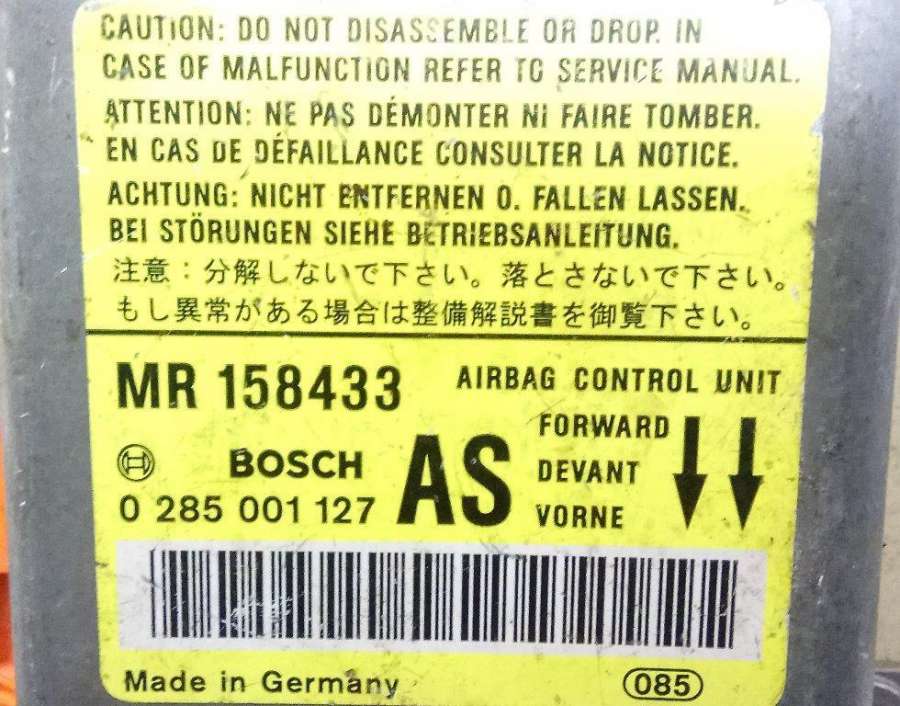 CAUTION: DO NOT DISASSEMBLE OR DROP. IN
CASE OF MALFUNCTION REFER TO SERVICE MANUAL.
ATTENTION: NE PAS DÉMONTER NI FAIRE TOMBER.
EN CAS DE DÉFAILLANCE CONSULTER LA NOTICE.
ACHTUNG: NICHT ENTFERNEN O. FALLEN LASSEN.
BEI STÖRUNGEN SIEHE BETRIEBSANLEITUNG.
注意：分解しないで下さい。落とさないで下さい。
もし異常がある場合は整備解説書を御覧下さい。
MR 158433 AIRBAG CONTROL UNIT
FORWARD
BOSCH AS DEVANT
0 285 001 127 VORNE
Made in Germany 085